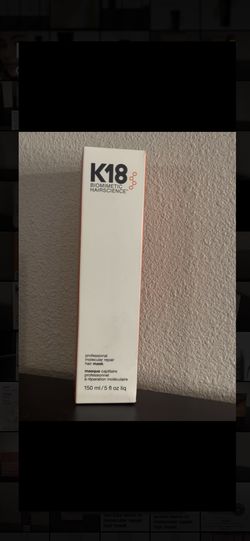 K18
BIOMIMETIC
HAIRSCIENCE
professional
molecular repair
hair mask
masque capillaire
professionnel
à réparation moléculaire
150 ml / 5 fl oz liq